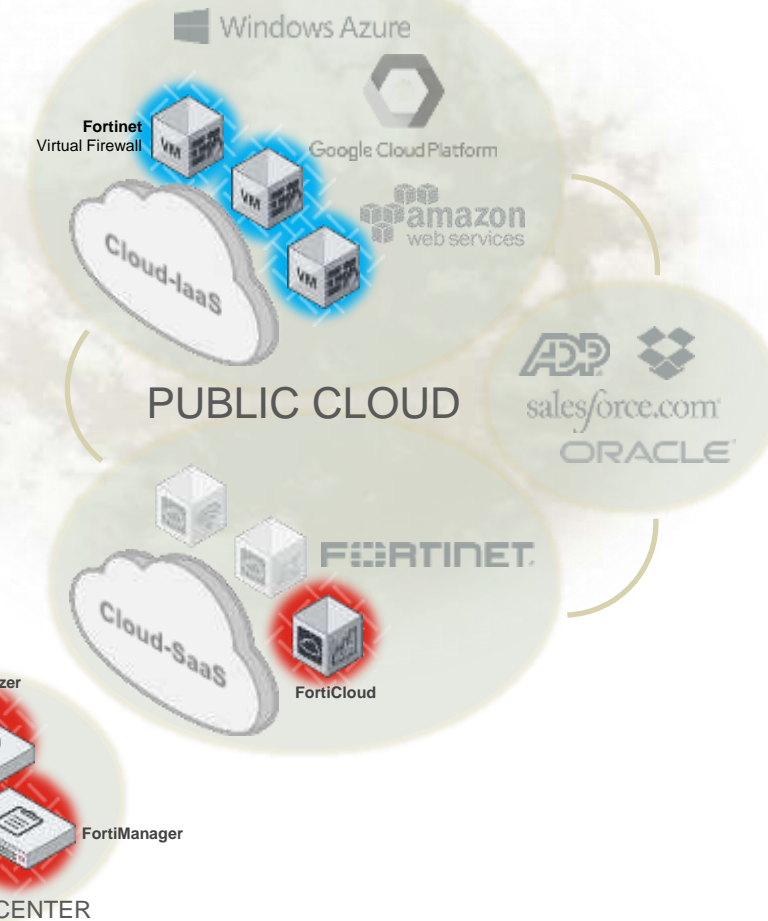 Windows Azure
Fortinet
Virtual Firewall
VM
Google Cloud Platform
VM
amazon
web services
VM
Cloud-IaaS
ADP
salesforce.com
PUBLIC CLOUD
ORACLE
FORTINET
Cloud-SaaS
FortiCloud
zer
FortiManager
CENTER